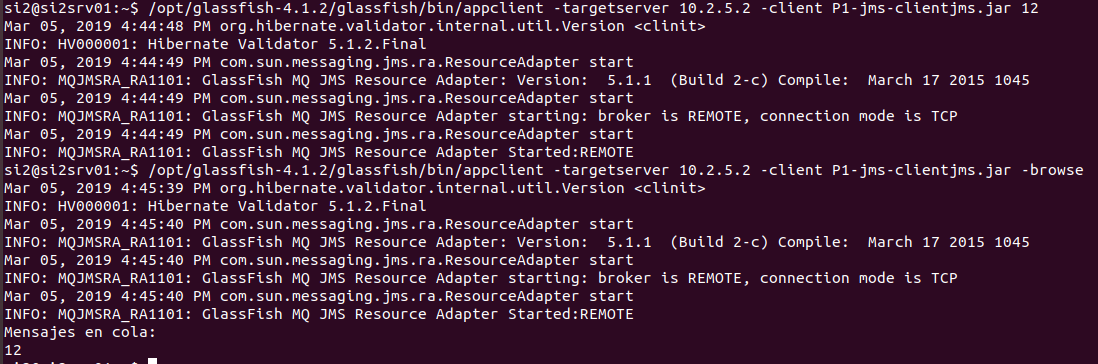 si2@si2srv01:~$ /opt/glassfish-4.1.2/glassfish/bin/appclient -targetserver 10.2.5.2 -client P1-jms-clientjms.jar 12
Mar 05, 2019 4:44:48 PM org.hibernate.validator.internal.util.Version <clinit>
INFO: HV000001: Hibernate Validator 5.1.2.Final
Mar 05, 2019 4:44:49 PM com.sun.messaging.jms.ra.ResourceAdapter start
INFO: MQJMSRA_RA1101: GlassFish MQ JMS Resource Adapter: Version:  5.1.1  (Build 2-c) Compile:  March 17 2015 1045
Mar 05, 2019 4:44:49 PM com.sun.messaging.jms.ra.ResourceAdapter start
INFO: MQJMSRA_RA1101: GlassFish MQ JMS Resource Adapter starting: broker is REMOTE, connection mode is TCP
Mar 05, 2019 4:44:49 PM com.sun.messaging.jms.ra.ResourceAdapter start
INFO: MQJMSRA_RA1101: GlassFish MQ JMS Resource Adapter Started:REMOTE
si2@si2srv01:~$ /opt/glassfish-4.1.2/glassfish/bin/appclient -targetserver 10.2.5.2 -client P1-jms-clientjms.jar -browse
Mar 05, 2019 4:45:39 PM org.hibernate.validator.internal.util.Version <clinit>
INFO: HV000001: Hibernate Validator 5.1.2.Final
Mar 05, 2019 4:45:40 PM com.sun.messaging.jms.ra.ResourceAdapter start
INFO: MQJMSRA_RA1101: GlassFish MQ JMS Resource Adapter: Version:  5.1.1  (Build 2-c) Compile:  March 17 2015 1045
Mar 05, 2019 4:45:40 PM com.sun.messaging.jms.ra.ResourceAdapter start
INFO: MQJMSRA_RA1101: GlassFish MQ JMS Resource Adapter starting: broker is REMOTE, connection mode is TCP
Mar 05, 2019 4:45:40 PM com.sun.messaging.jms.ra.ResourceAdapter start
INFO: MQJMSRA_RA1101: GlassFish MQ JMS Resource Adapter Started:REMOTE
Mensajes en cola:
12
si2@si2srv01:~$